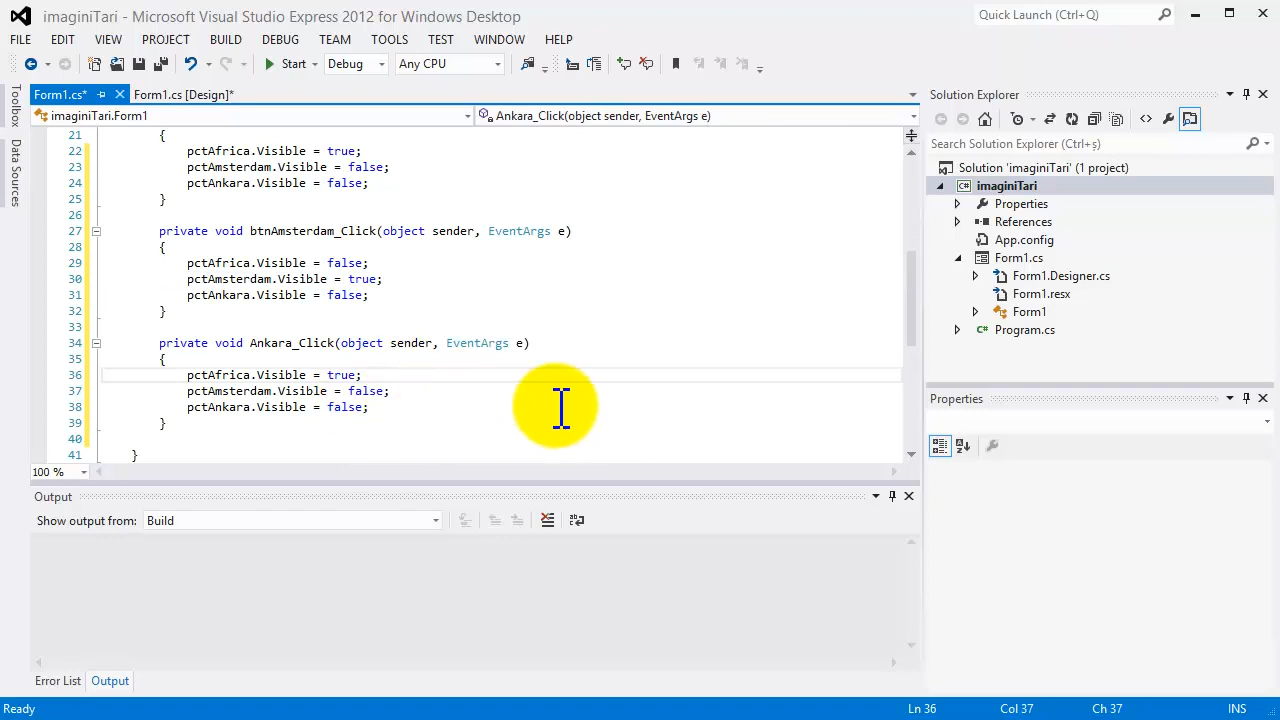 imaginiTari - Microsoft Visual Studio Express 2012 for Windows Desktop
Quick Launch (Ctrl+Q)
FILE EDIT VIEW PROJECT BUILD DEBUG TEAM TOOLS TEST WINDOW HELP
Start Debug Any CPU
Toolbox
Data Sources
Form1.cs* Form1.cs [Design]*
imaginiTari.Form1 Ankara_Click(object sender, EventArgs e)
21 {
22 pctAfrica.Visible = true;
23 pctAmsterdam.Visible = false;
24 pctAnkara.Visible = false;
25 }
26
27 private void btnAmsterdam_Click(object sender, EventArgs e)
28 {
29 pctAfrica.Visible = false;
30 pctAmsterdam.Visible = true;
31 pctAnkara.Visible = false;
32 }
33
34 private void Ankara_Click(object sender, EventArgs e)
35 {
36 pctAfrica.Visible = true;
37 pctAmsterdam.Visible = false;
38 pctAnkara.Visible = false;
39 }
40
41 }
100 %
Output
Show output from: Build
Error List Output
Solution Explorer
Search Solution Explorer (Ctrl+ș)
Solution 'imaginiTari' (1 project)
C# imaginiTari
Properties
References
App.config
Form1.cs
Form1.Designer.cs
Form1.resx
Form1
C# Program.cs
Properties
Ready Ln 36 Col 37 Ch 37 INS